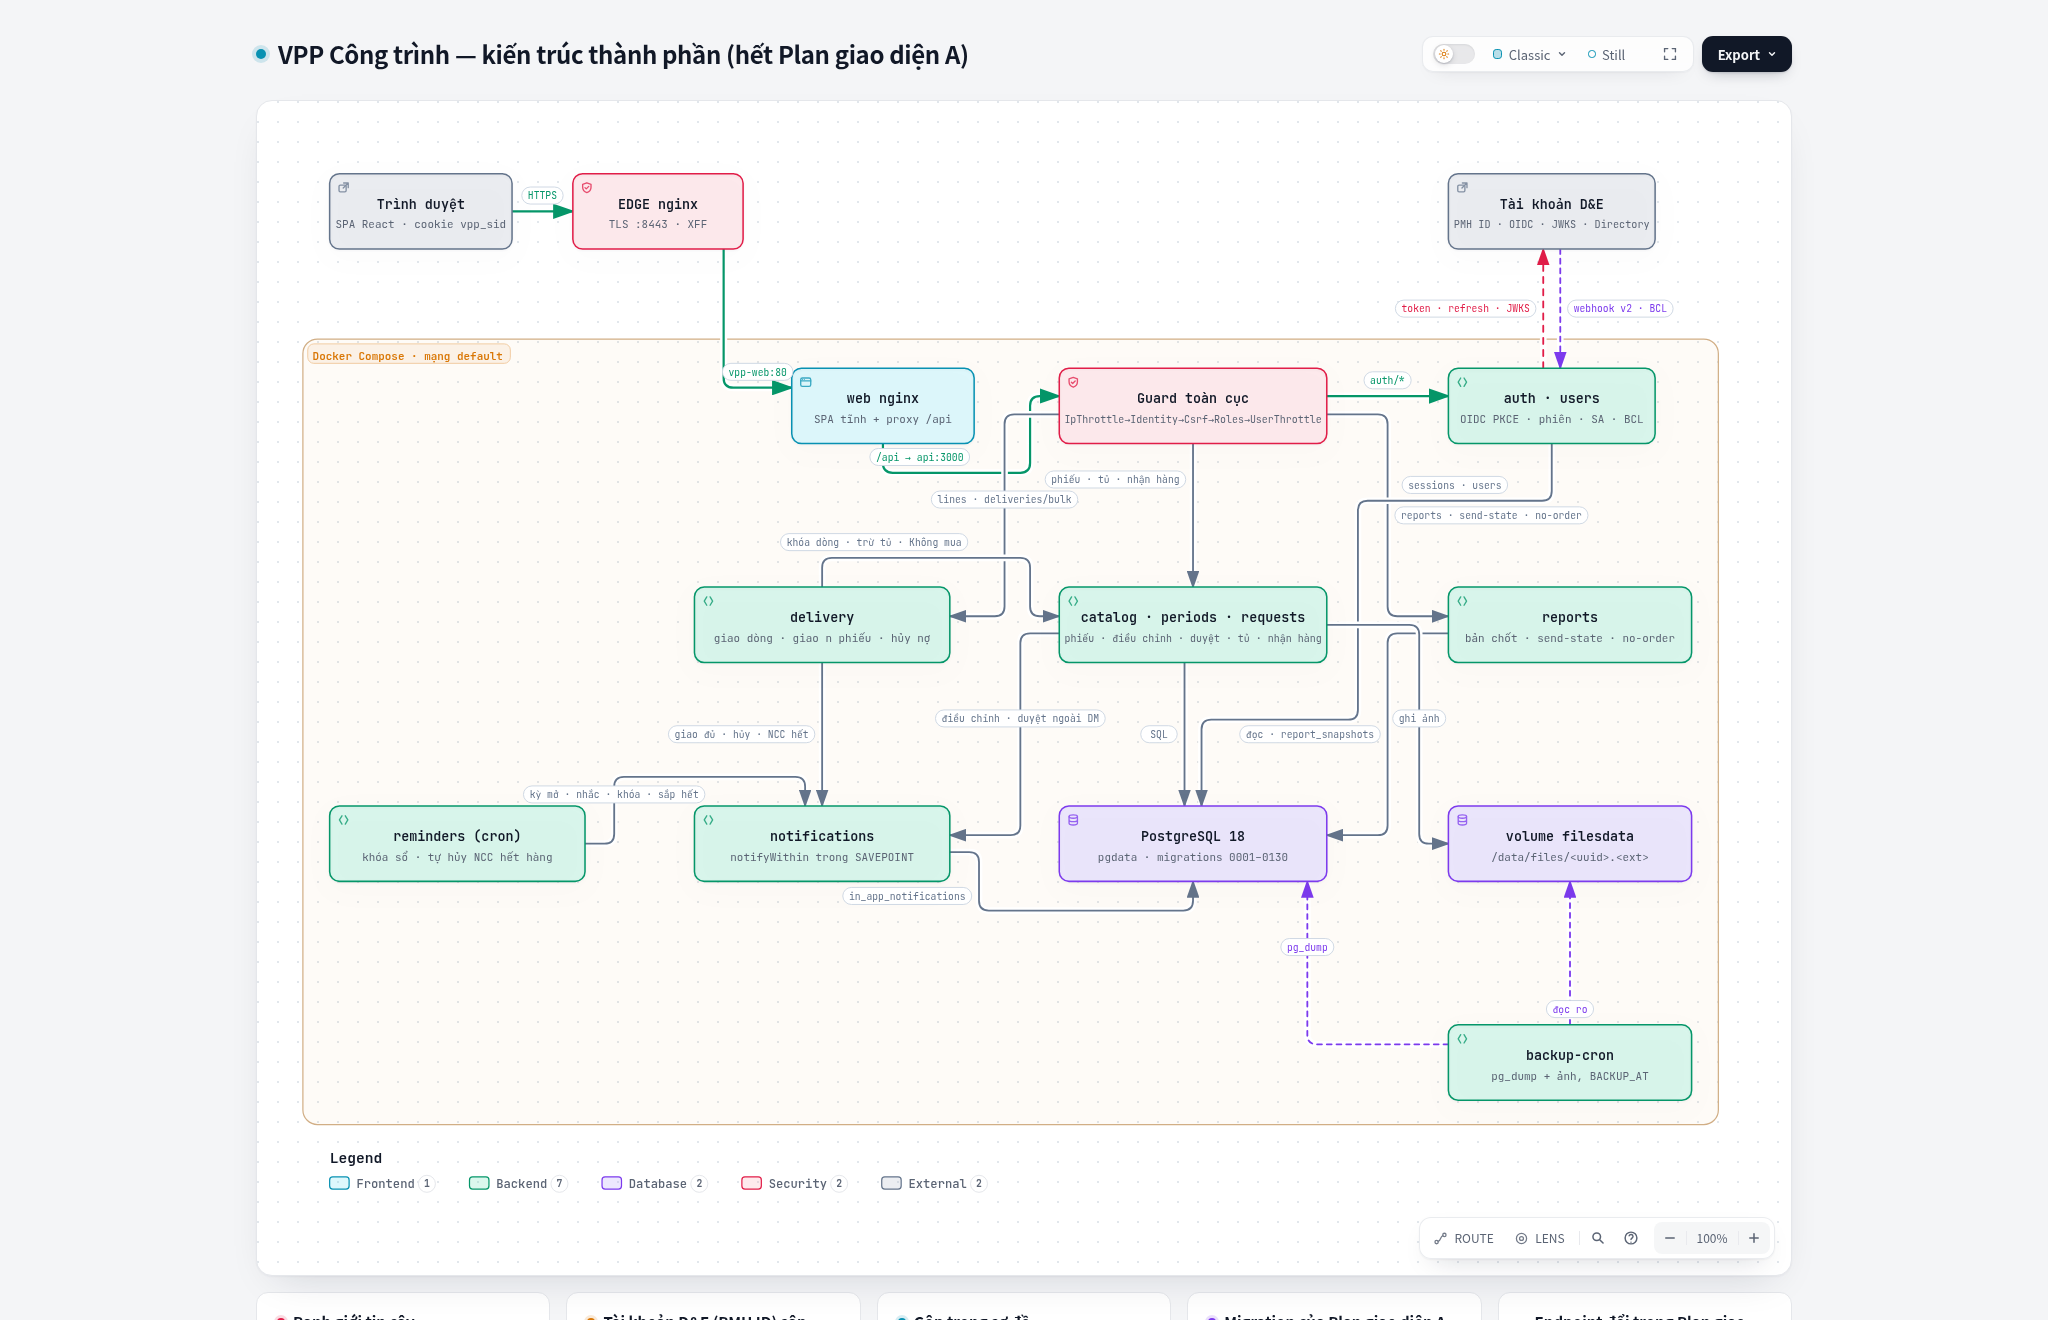 VPP Công trình — kiến trúc thành phần (hết Plan giao diện A)
Classic
Still
Export
Trình duyệt
SPA React · cookie vpp_sid
HTTPS
EDGE nginx
TLS :8443 · XFF
Tài khoản D&E
PMH ID · OIDC · JWKS · Directory
token · refresh · JWKS
webhook v2 · BCL
Docker Compose · mạng default
vpp-web:80
web nginx
SPA tĩnh + proxy /api
Guard toàn cục
IpThrottle→Identity→Csrf→Roles→UserThrottle
auth/*
auth · users
OIDC PKCE · phiên · SA · BCL
/api → api:3000
phiếu · tủ · nhận hàng
lines · deliveries/bulk
sessions · users
reports · send-state · no-order
khóa dòng · trừ tủ · Không mua
delivery
giao dòng · giao n phiếu · hủy nợ
catalog · periods · requests
phiếu · điều chỉnh · duyệt · tủ · nhận hàng
reports
bản chốt · send-state · no-order
điều chỉnh · duyệt ngoài DM
ghi ảnh
giao đủ · hủy · NCC hết
SQL
đọc · report_snapshots
kỳ mở · nhắc · khóa · sắp hết
reminders (cron)
khóa sổ · tự hủy NCC hết hàng
notifications
notifyWithin trong SAVEPOINT
PostgreSQL 18
pgdata · migrations 0001–0130
volume filesdata
/data/files/<uuid>.<ext>
in_app_notifications
pg_dump
đọc ro
backup-cron
pg_dump + ảnh, BACKUP_AT
Legend
Frontend 1
Backend 7
Database 2
Security 2
External 2
ROUTE
LENS
100%